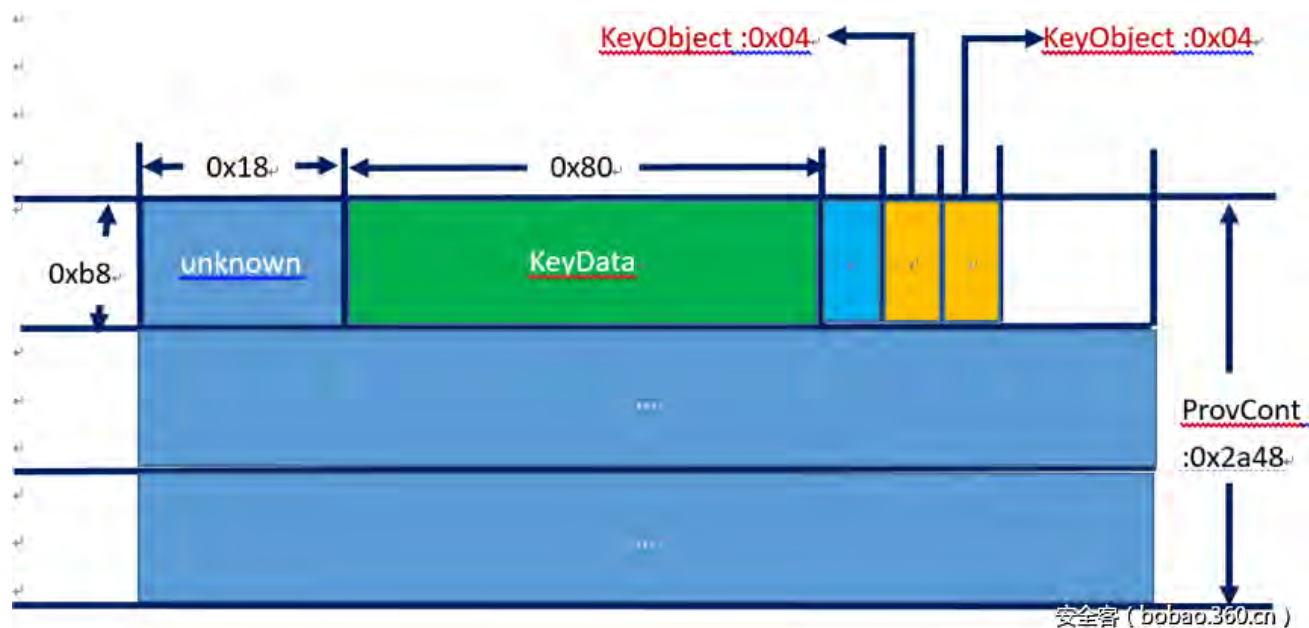 KeyObject :0x04
KeyObject :0x04
0x18
0x80
0xb8
unknown
KeyData
....
ProvCont
:0x2a48
....
安全客 ( bobao.360.cn )